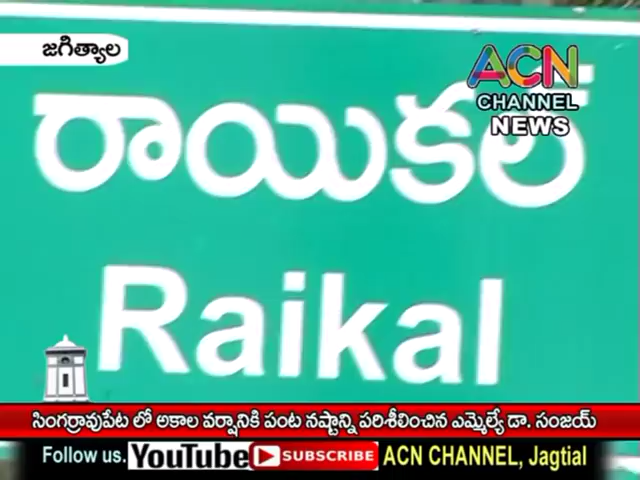 జగిత్యాల
ACN
CHANNEL
NEWS
రాయికల్
Raikal
సింగర్రావుపేట లో అకాల వర్షానికి పంట నష్టాన్ని పరిశీలించిన ఎమ్మెల్యే డా. సంజయ్
Follow us. YouTube SUBSCRIBE ACN CHANNEL, Jagtial